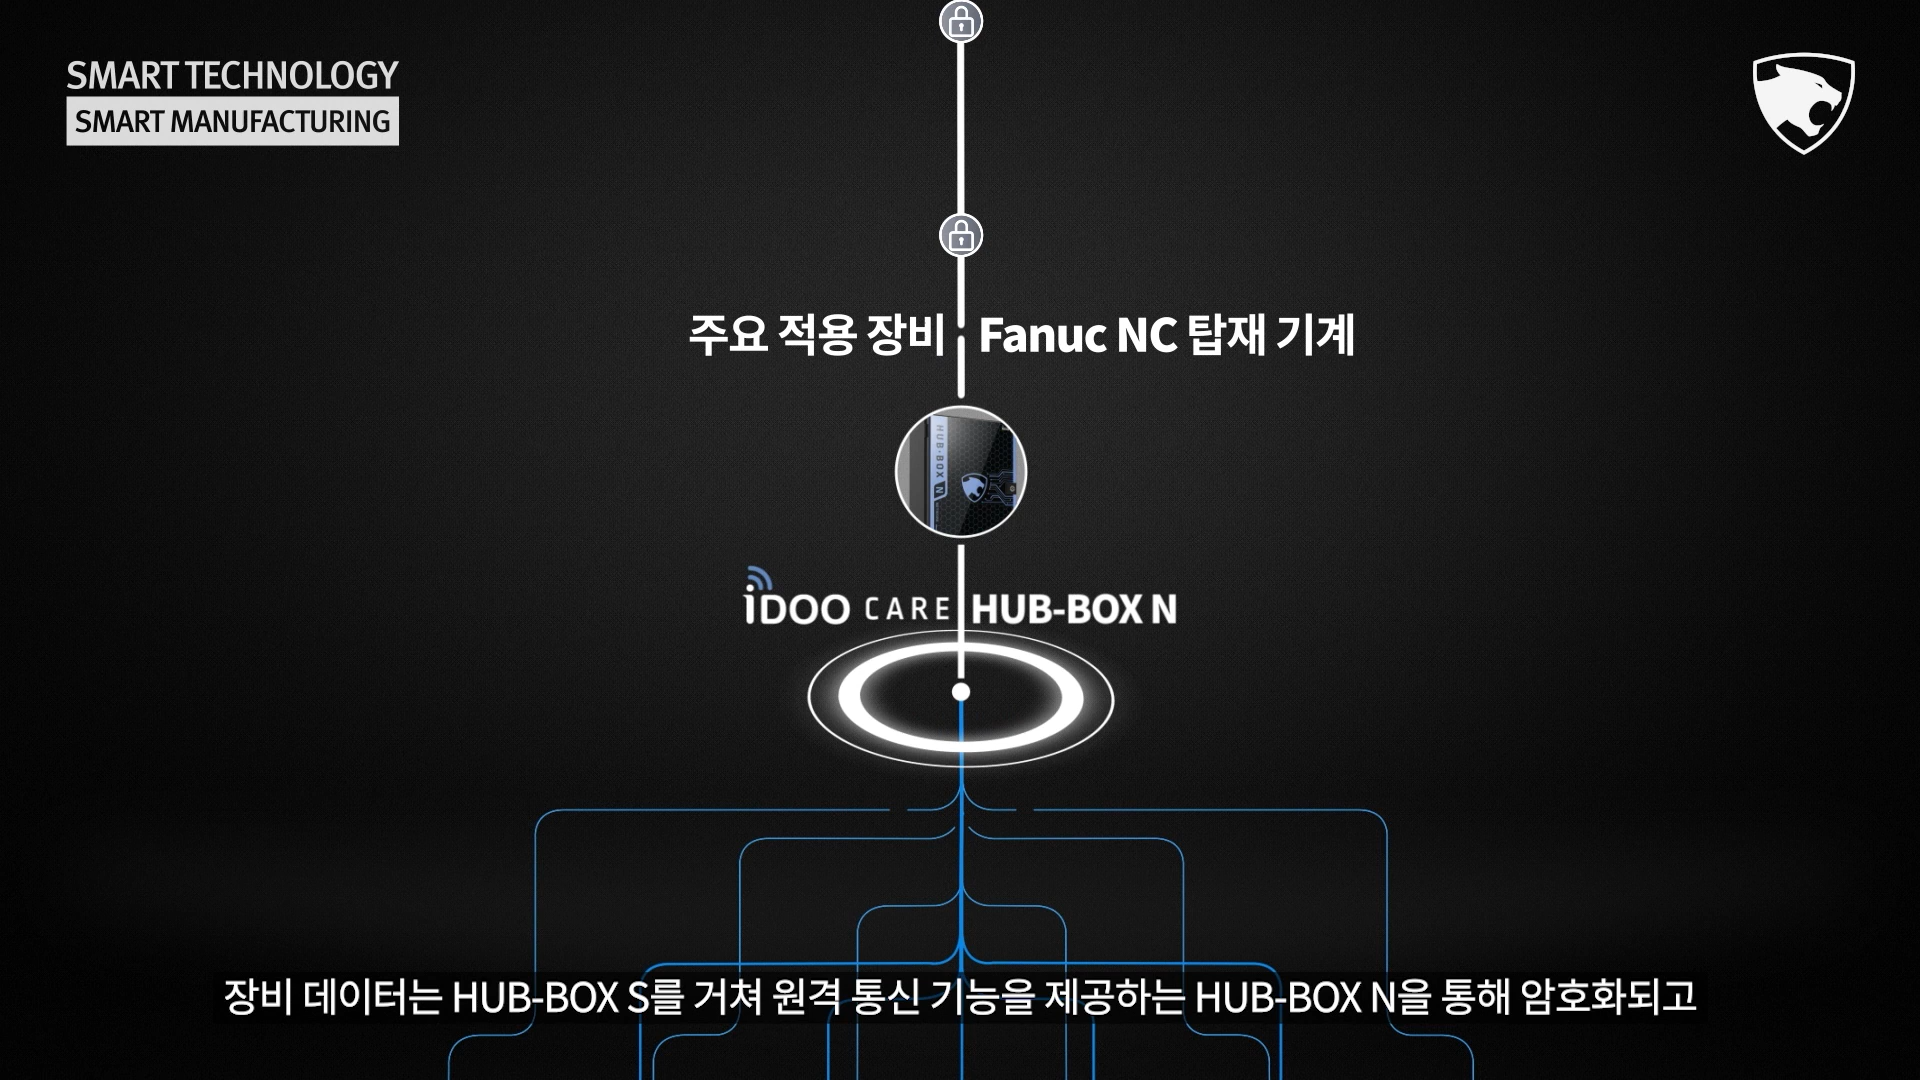 SMART TECHNOLOGY
SMART MANUFACTURING
주요 적용 장비 : Fanuc NC 탑재 기계
HUB-BOX N
iDOO CARE HUB-BOX N
장비 데이터는 HUB-BOX S를 거쳐 원격 통신 기능을 제공하는 HUB-BOX N을 통해 암호화되고